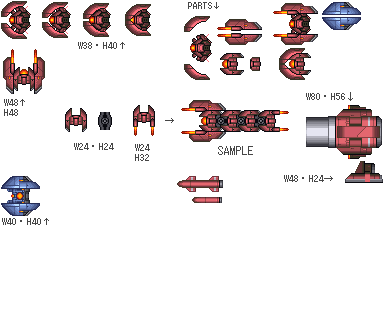 PARTS↓
W38・H40↑
W48↑
H48
W80・H56↓
W24・H24
W24
H32
→
SAMPLE
W48・H24→
W40・H40↑